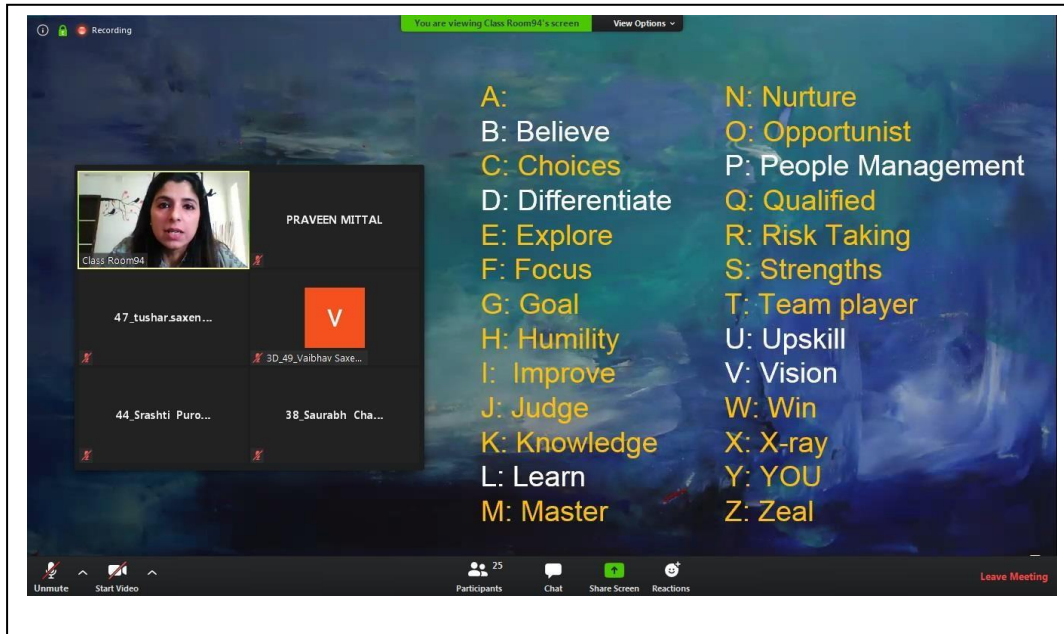 Recording
You are viewing Class Room94's screen
View Options
A:
B: Believe
C: Choices
D: Differentiate
E: Explore
F: Focus
G: Goal
H: Humility
I: Improve
J: Judge
K: Knowledge
L: Learn
M: Master
N: Nurture
O: Opportunist
P: People Management
Q: Qualified
R: Risk Taking
S: Strengths
T: Team player
U: Upskill
V: Vision
W: Win
X: X-ray
Y: YOU
Z: Zeal
Class Room94
PRAVEEN MITTAL
47_tushar.saxen...
V
3D_49_Vaibhav Saxe...
44_Srashti Puro...
38_Saurabh Cha...
Unmute
Start Video
25
Participants
Chat
Share Screen
Reactions
Leave Meeting